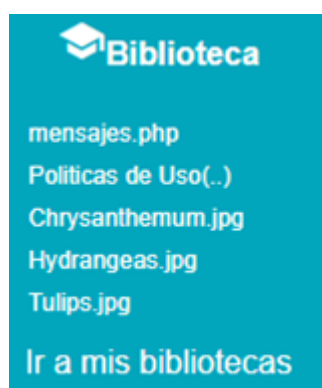 Biblioteca
mensajes.php
Politicas de Uso(..)
Chrysanthemum.jpg
Hydrangeas.jpg
Tulips.jpg
Ir a mis bibliotecas